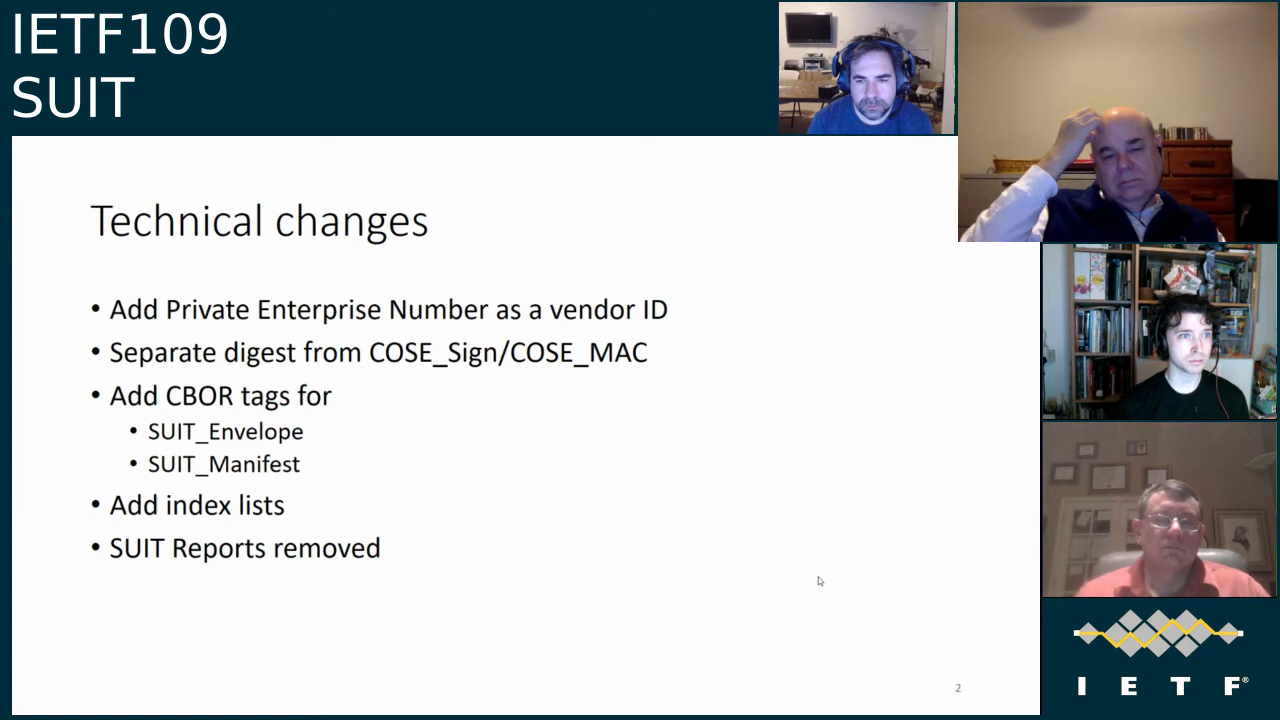 IETF109
SUIT
Technical changes
• Add Private Enterprise Number as a vendor ID
• Separate digest from COSE_Sign/COSE_MAC
• Add CBOR tags for
• SUIT_Envelope
• SUIT_Manifest
• Add index lists
• SUIT Reports removed
2
I E T F®